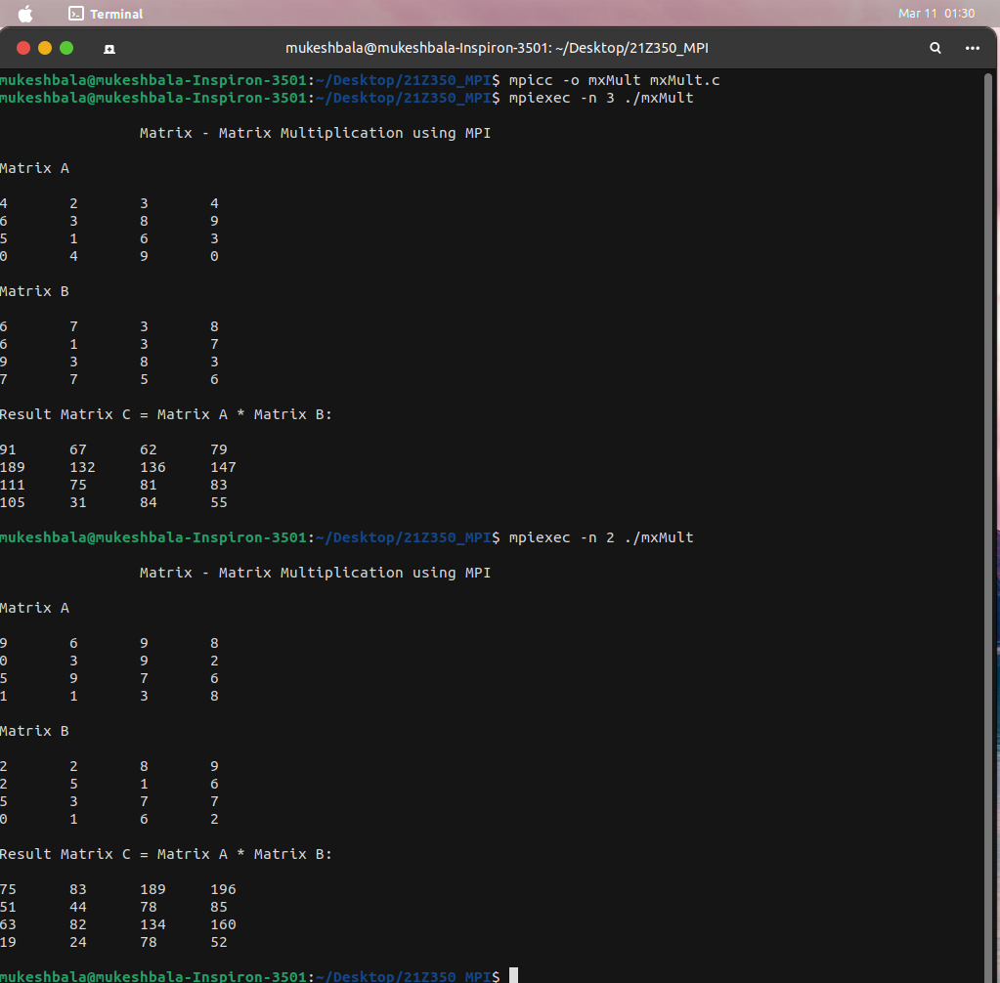 Terminal
Mar 11 01:30
mukeshbala@mukeshbala-Inspiron-3501: ~/Desktop/21Z350_MPI
mukeshbala@mukeshbala-Inspiron-3501:~/Desktop/21Z350_MPI$ mpicc -o mxMult mxMult.c
mukeshbala@mukeshbala-Inspiron-3501:~/Desktop/21Z350_MPI$ mpiexec -n 3 ./mxMult
Matrix - Matrix Multiplication using MPI
Matrix A
4 2 3 4
6 3 8 9
5 1 6 3
0 4 9 0
Matrix B
6 7 3 8
6 1 3 7
9 3 8 3
7 7 5 6
Result Matrix C = Matrix A * Matrix B:
91 67 62 79
189 132 136 147
111 75 81 83
105 31 84 55
mukeshbala@mukeshbala-Inspiron-3501:~/Desktop/21Z350_MPI$ mpiexec -n 2 ./mxMult
Matrix - Matrix Multiplication using MPI
Matrix A
9 6 9 8
0 3 9 2
5 9 7 6
1 1 3 8
Matrix B
2 2 8 9
2 5 1 6
5 3 7 7
0 1 6 2
Result Matrix C = Matrix A * Matrix B:
75 83 189 196
51 44 78 85
63 82 134 160
19 24 78 52
mukeshbala@mukeshbala-Inspiron-3501:~/Desktop/21Z350_MPI$